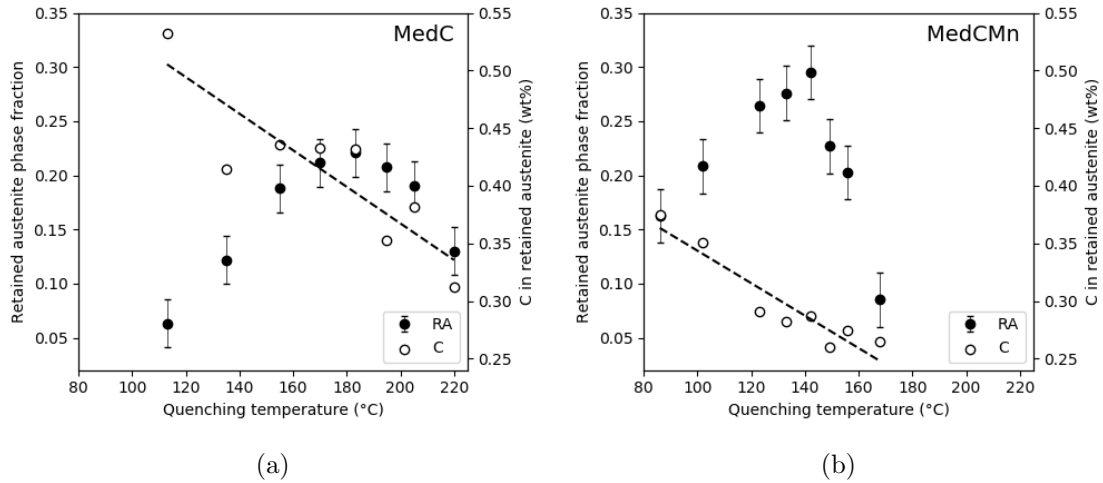 MedC
Retained austenite phase fraction
0.35
0.30
0.25
0.20
0.15
0.10
0.05
0.55
0.50
0.45
0.40
0.35
0.30
0.25
C in retained austenite (wt%)
RA
C
80 100 120 140 160 180 200 220
Quenching temperature (°C)
(a)
MedCMn
Retained austenite phase fraction
0.35
0.30
0.25
0.20
0.15
0.10
0.05
0.55
0.50
0.45
0.40
0.35
0.30
0.25
C in retained austenite (wt%)
RA
C
80 100 120 140 160 180 200 220
Quenching temperature (°C)
(b)